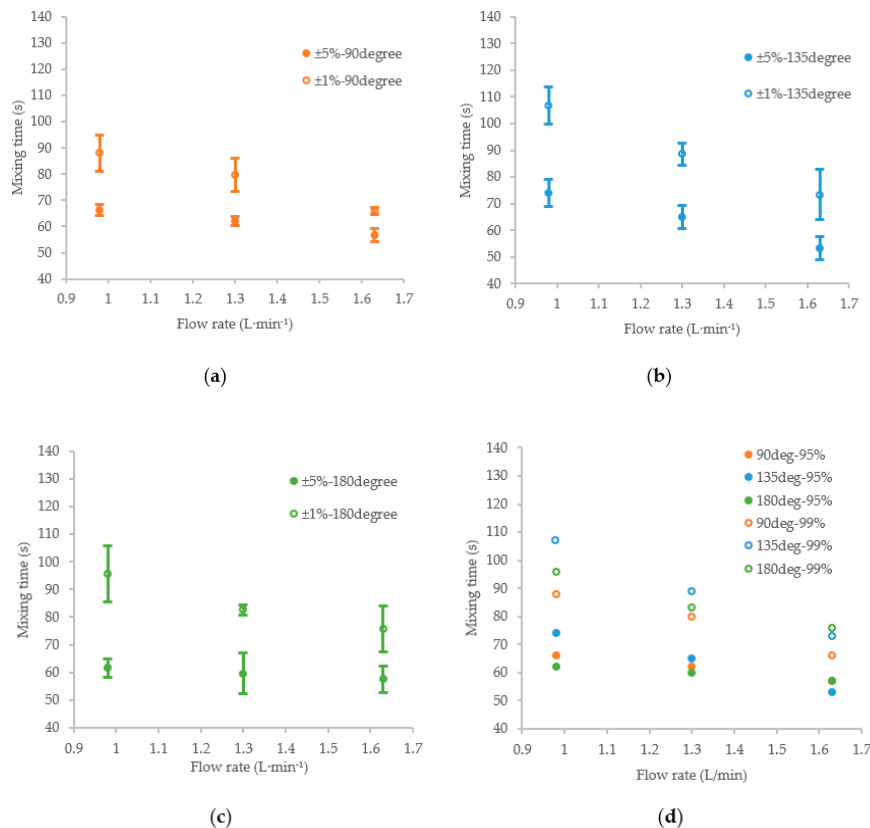 140
130
120
110
100
90
80
70
60
50
40
Mixing time (s)
±5%-90degree
±1%-90degree
0.9 1 1.1 1.2 1.3 1.4 1.5 1.6 1.7
Flow rate (L·min⁻¹)
(a)
140
130
120
110
100
90
80
70
60
50
40
Mixing time (s)
±5%-135degree
±1%-135degree
0.9 1 1.1 1.2 1.3 1.4 1.5 1.6 1.7
Flow rate (L·min⁻¹)
(b)
140
130
120
110
100
90
80
70
60
50
40
Mixing time (s)
±5%-180degree
±1%-180degree
0.9 1 1.1 1.2 1.3 1.4 1.5 1.6 1.7
Flow rate (L·min⁻¹)
(c)
140
130
120
110
100
90
80
70
60
50
40
Mixing time (s)
90deg-95%
135deg-95%
180deg-95%
90deg-99%
135deg-99%
180deg-99%
0.9 1 1.1 1.2 1.3 1.4 1.5 1.6 1.7
Flow rate (L/min)
(d)